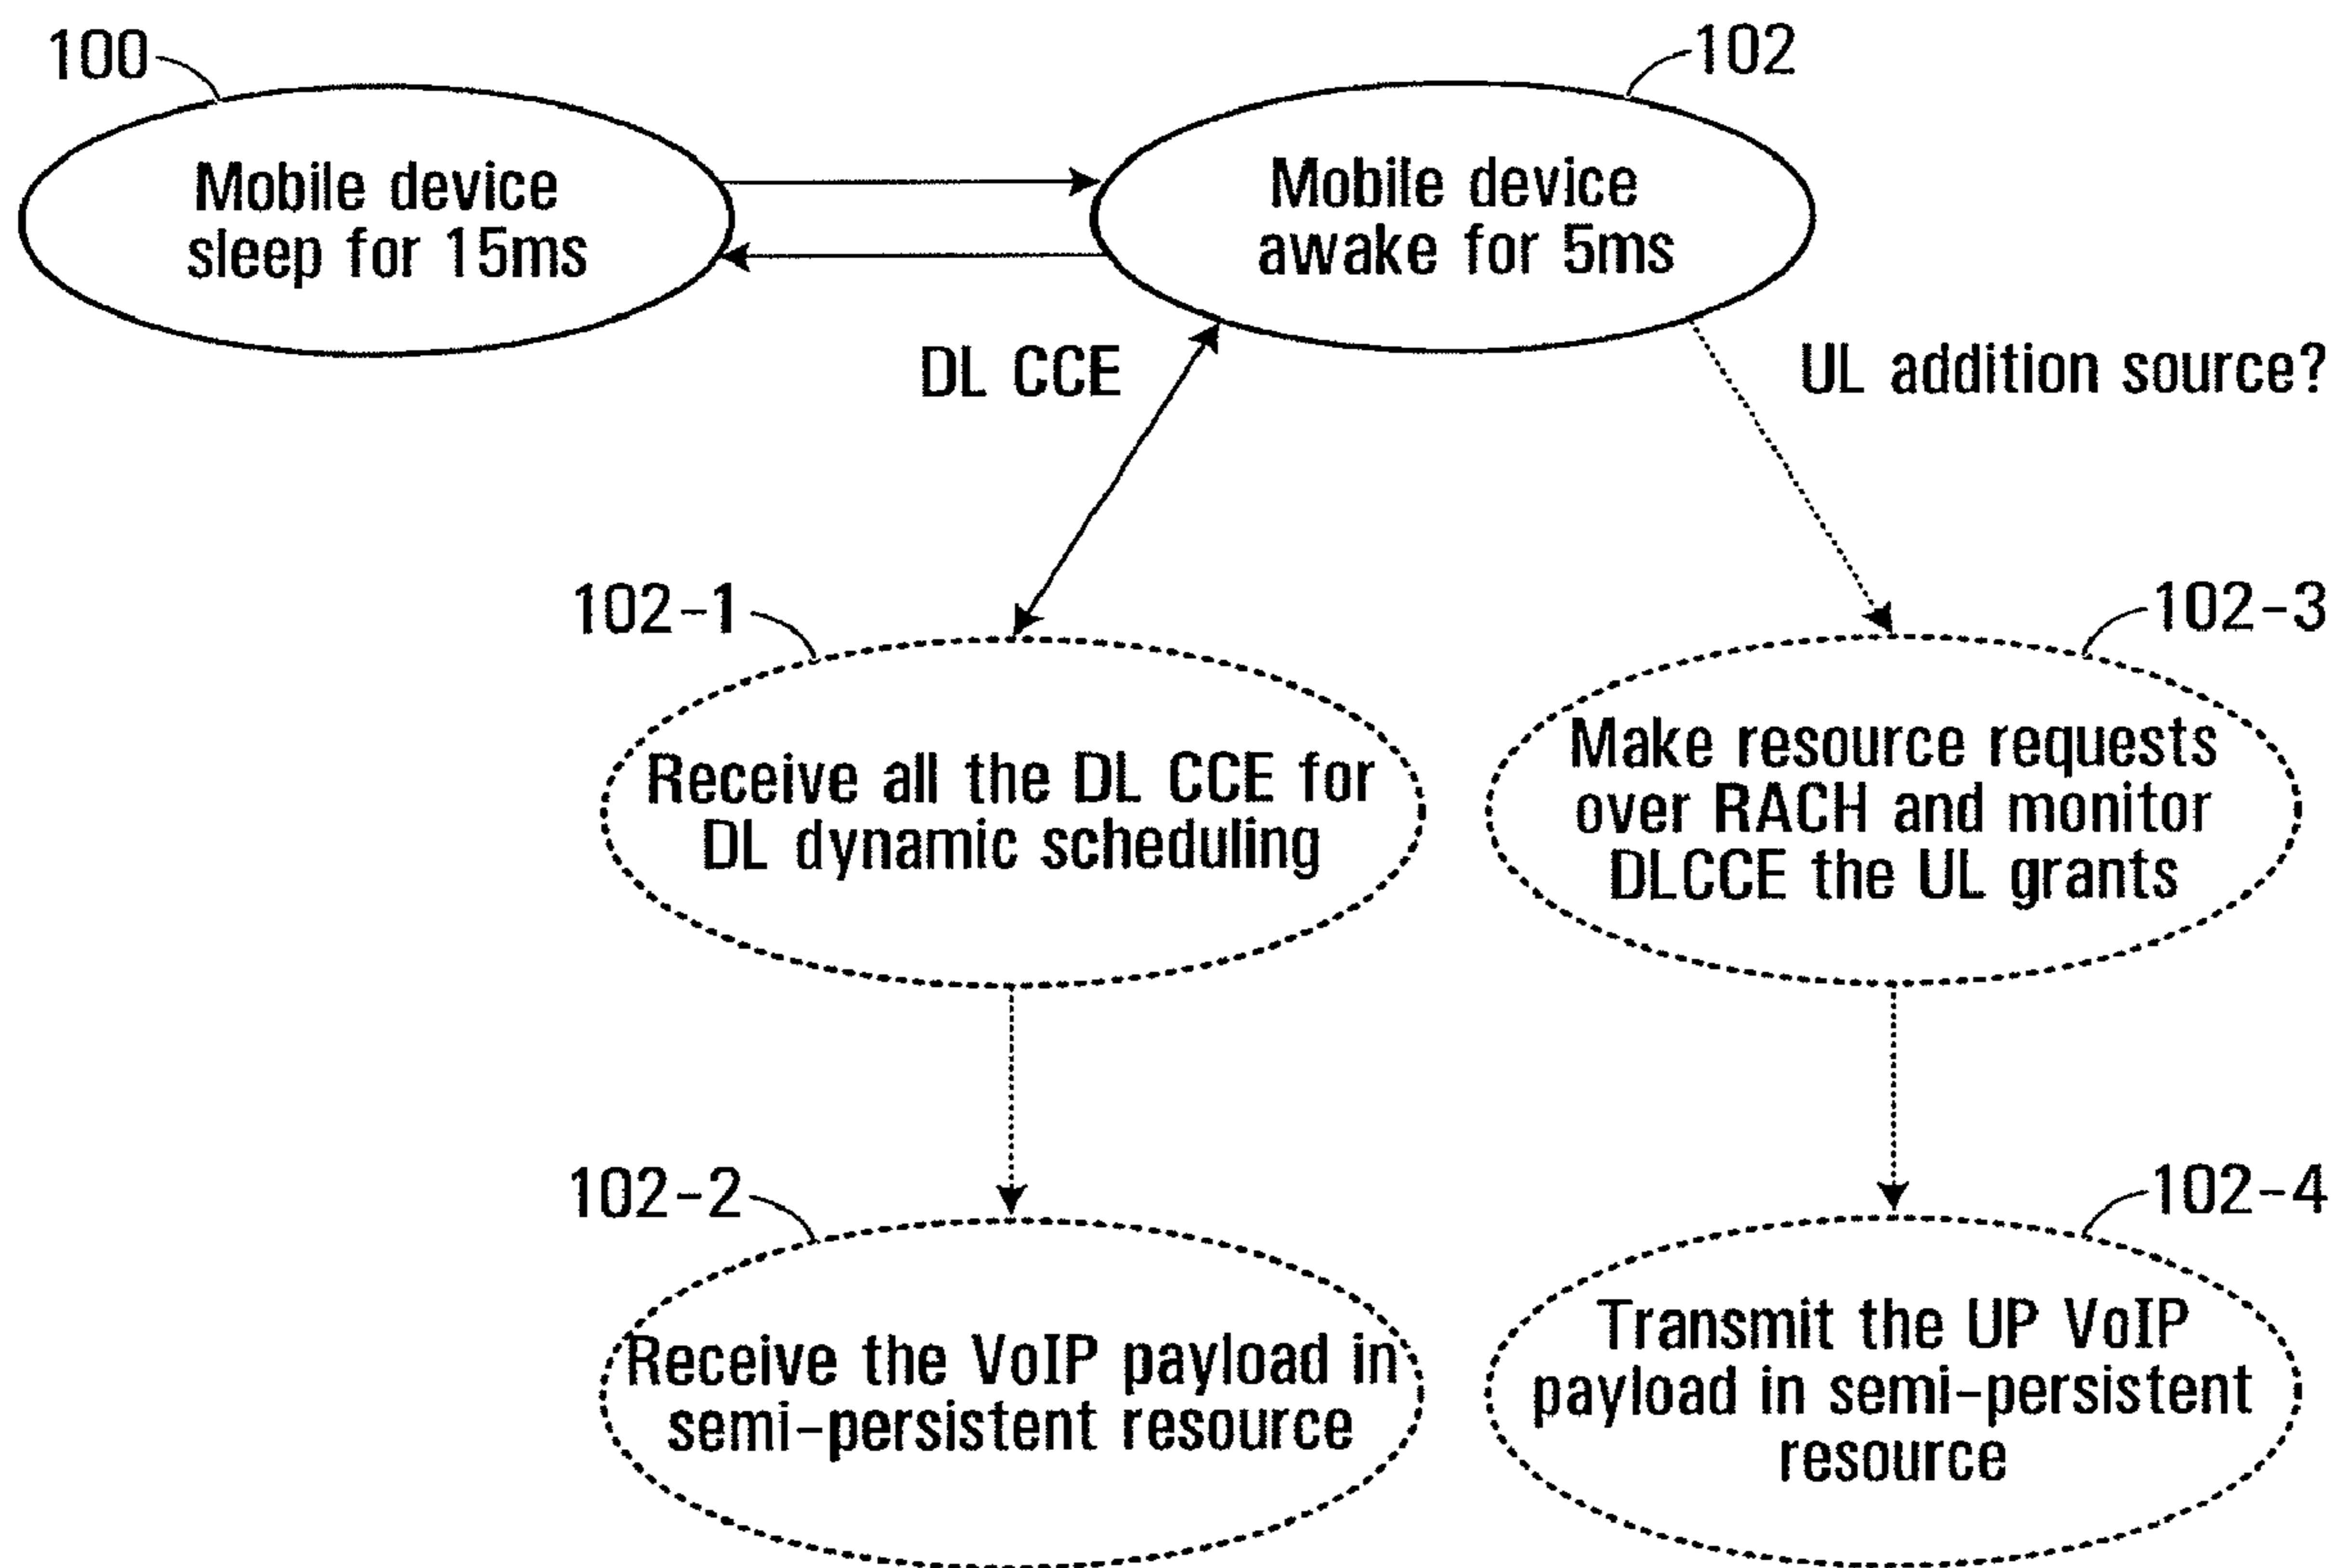 100
102
Mobile device
sleep for 15ms
Mobile device
awake for 5ms
DL CCE
UL addition source?
102-1
102-3
Receive all the DL CCE for
DL dynamic scheduling
Make resource requests
over RACH and monitor
DLCCE the UL grants
102-2
102-4
Receive the VoIP payload in
semi-persistent resource
Transmit the UP VoIP
payload in semi-persistent
resource